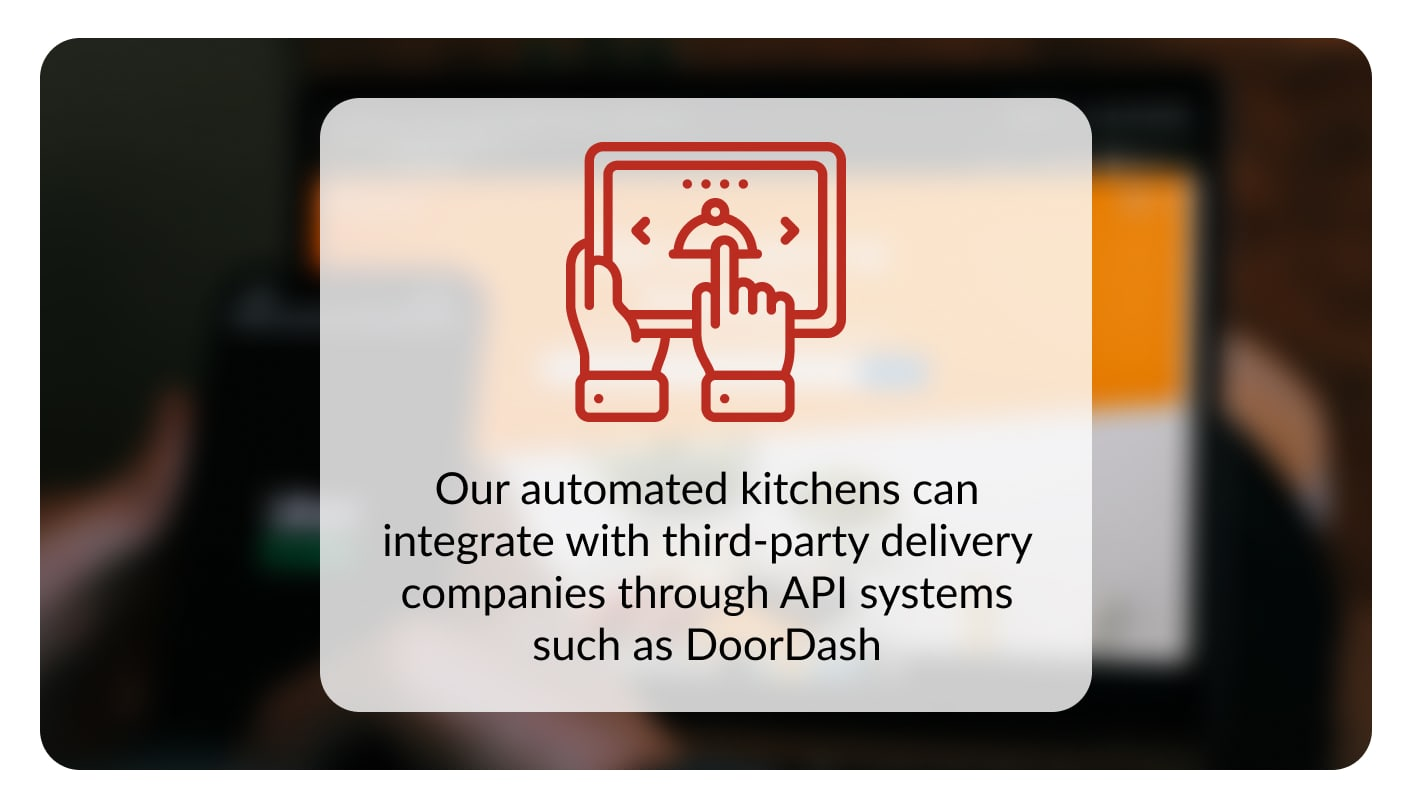 Our automated kitchens can
integrate with third-party delivery
companies through API systems
such as DoorDash